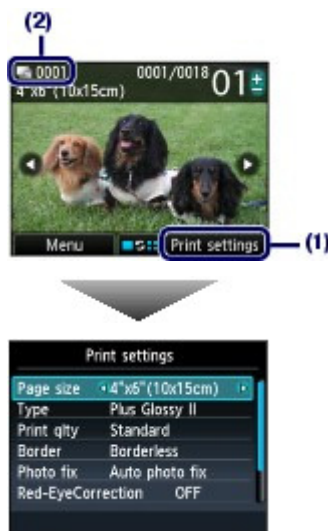 (2)
0001 0001/0018 01
4"x6"(10x15cm)
Menu Print settings (1)
Print settings
Page size 4"x6"(10x15cm)
Type Plus Glossy II
Print qlty Standard
Border Borderless
Photo fix Auto photo fix
Red-EyeCorrection OFF